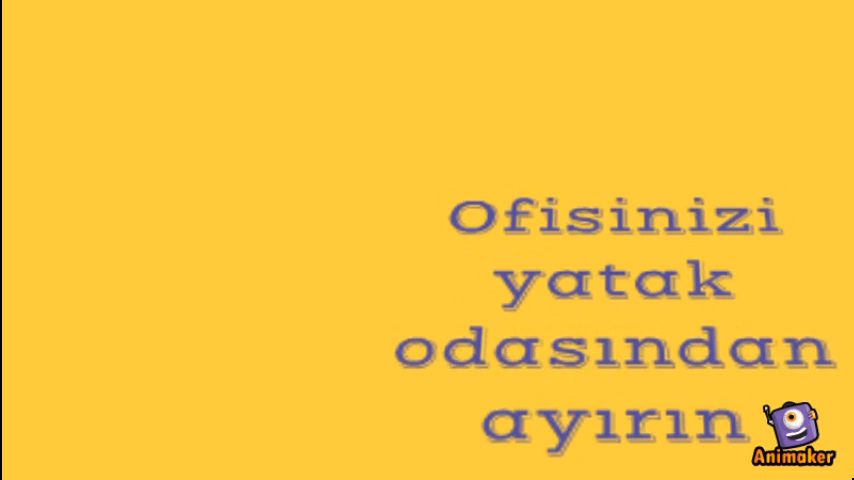 Ofisinizi
yatak
odasından
ayırın
Animaker